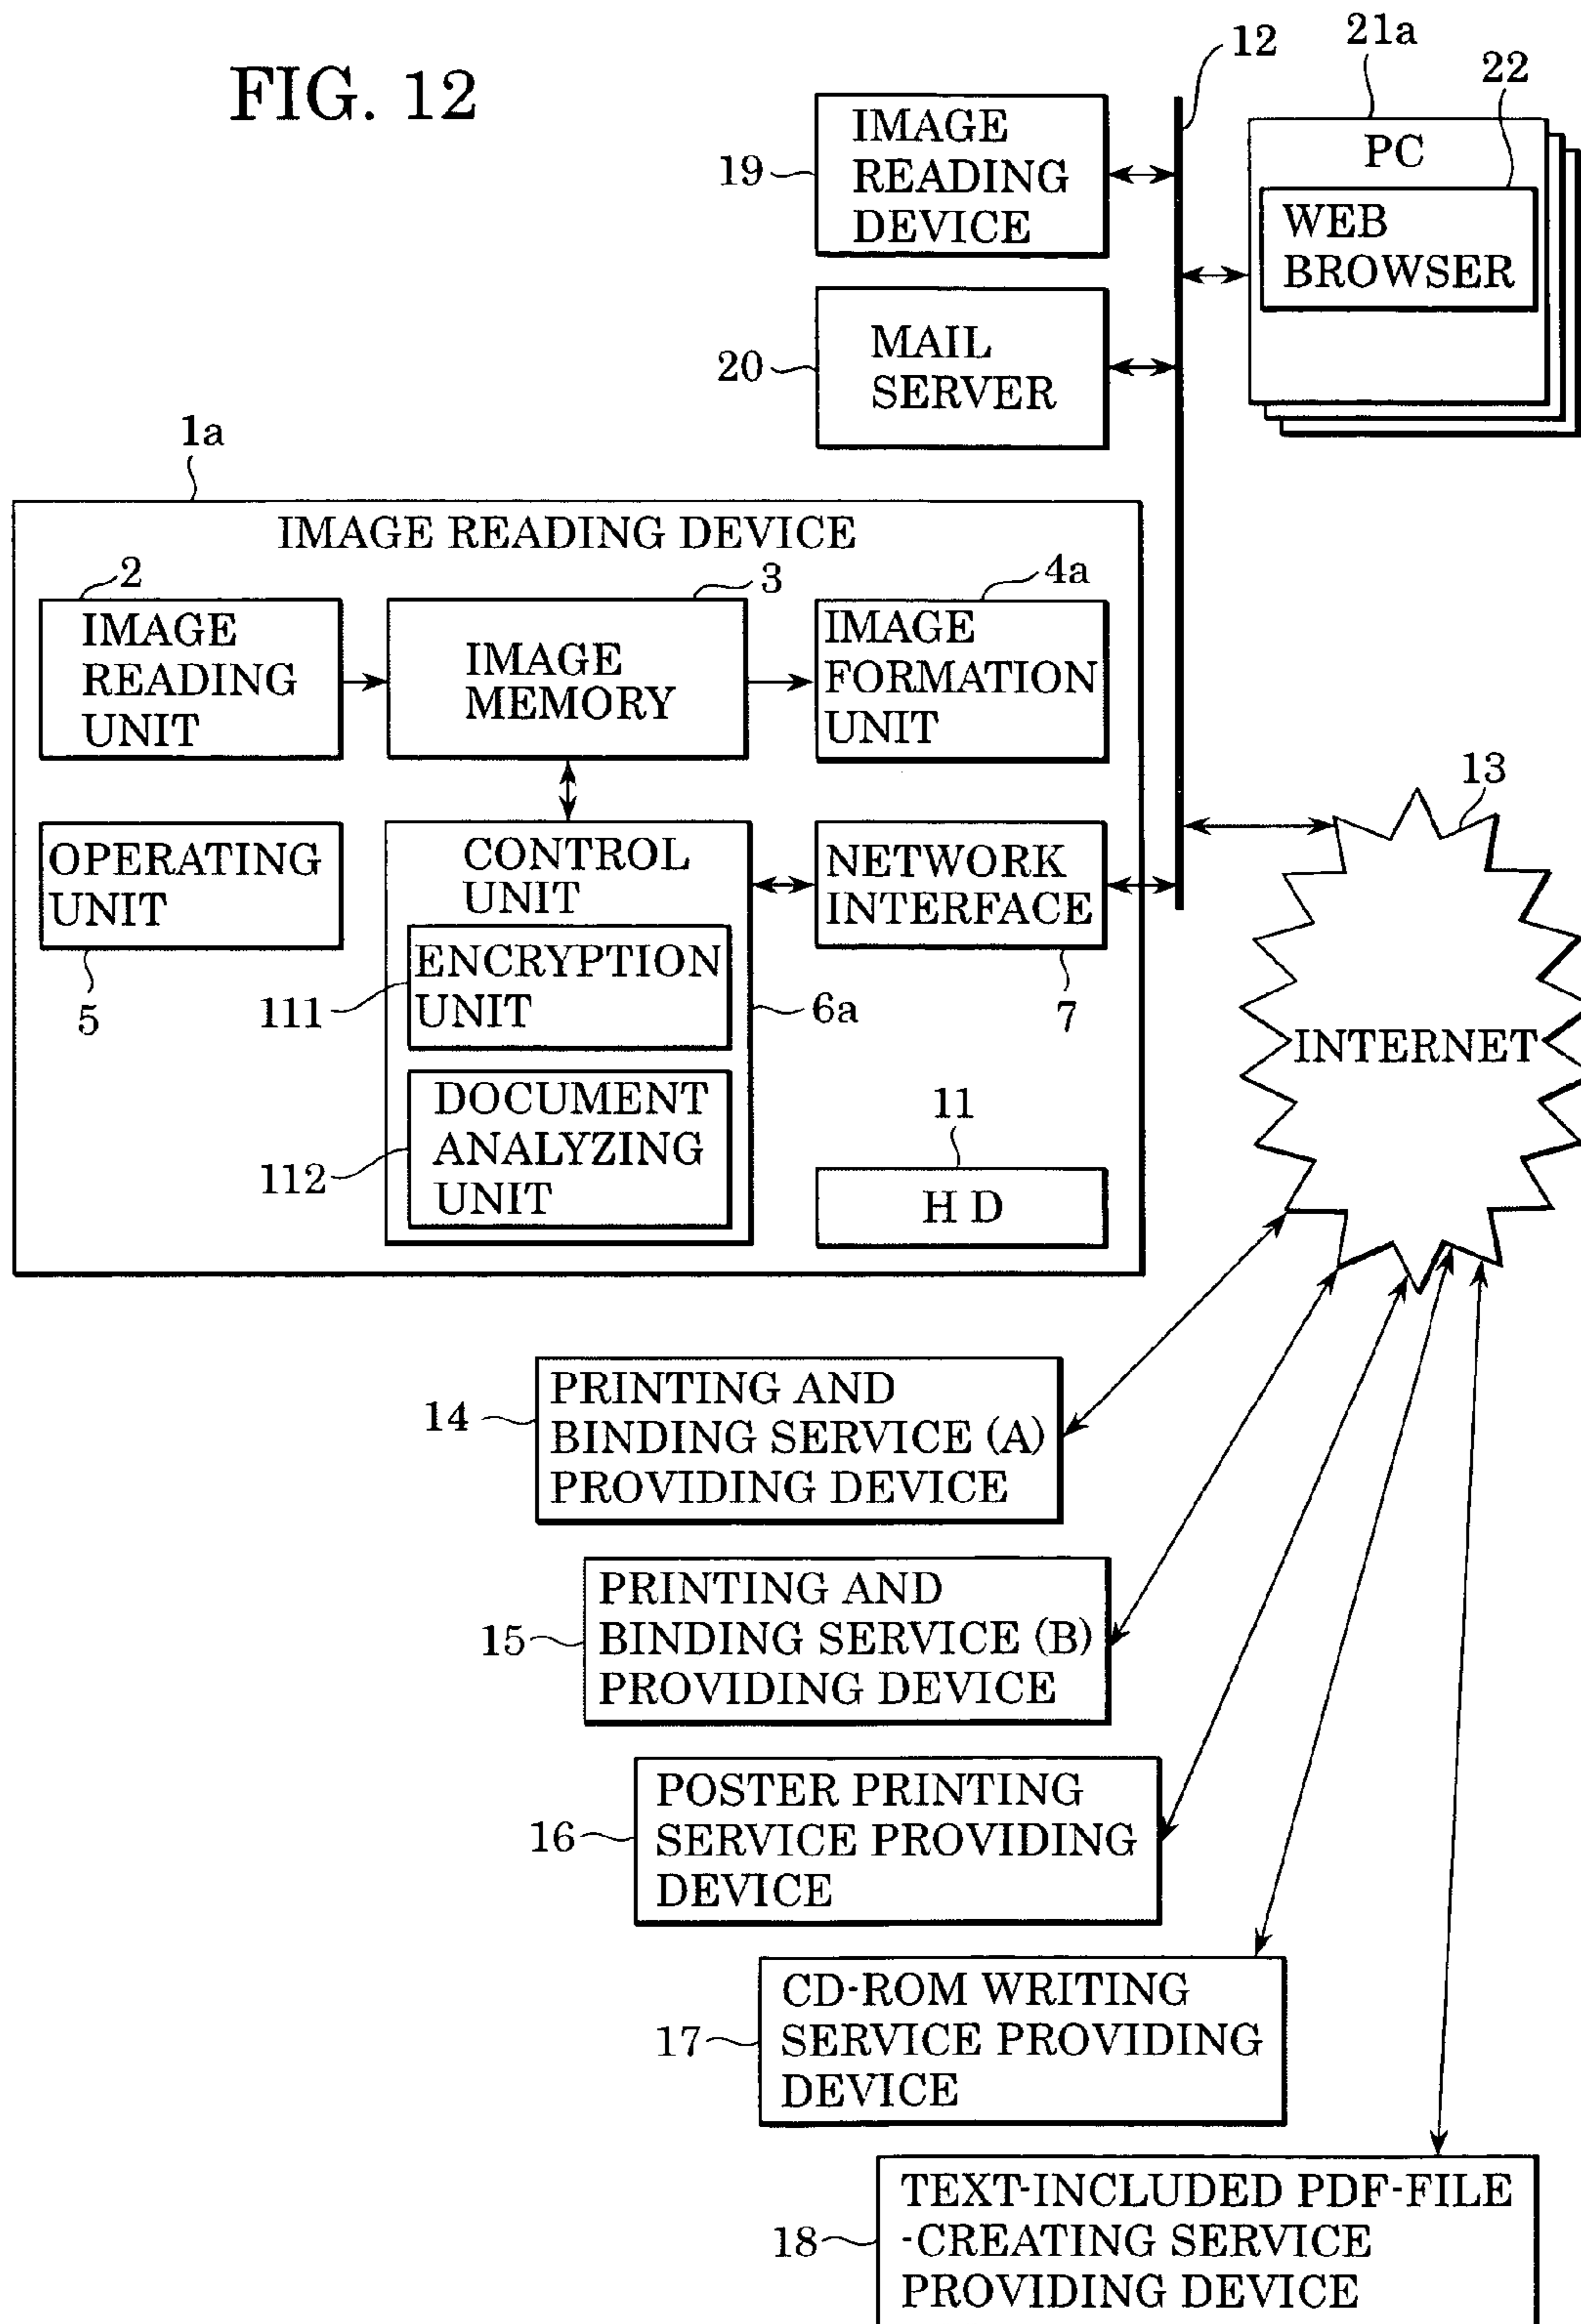 FIG. 12
12
21a
22
19
IMAGE
READING
DEVICE
PC
WEB
BROWSER
20
MAIL
SERVER
1a
IMAGE READING DEVICE
2
IMAGE
READING
UNIT
3
IMAGE
MEMORY
4a
IMAGE
FORMATION
UNIT
OPERATING
UNIT
5
CONTROL
UNIT
111
ENCRYPTION
UNIT
6a
112
DOCUMENT
ANALYZING
UNIT
NETWORK
INTERFACE
7
11
H D
13
INTERNET
14
PRINTING AND
BINDING SERVICE (A)
PROVIDING DEVICE
15
PRINTING AND
BINDING SERVICE (B)
PROVIDING DEVICE
16
POSTER PRINTING
SERVICE PROVIDING
DEVICE
17
CD-ROM WRITING
SERVICE PROVIDING
DEVICE
18
TEXT-INCLUDED PDF-FILE
-CREATING SERVICE
PROVIDING DEVICE